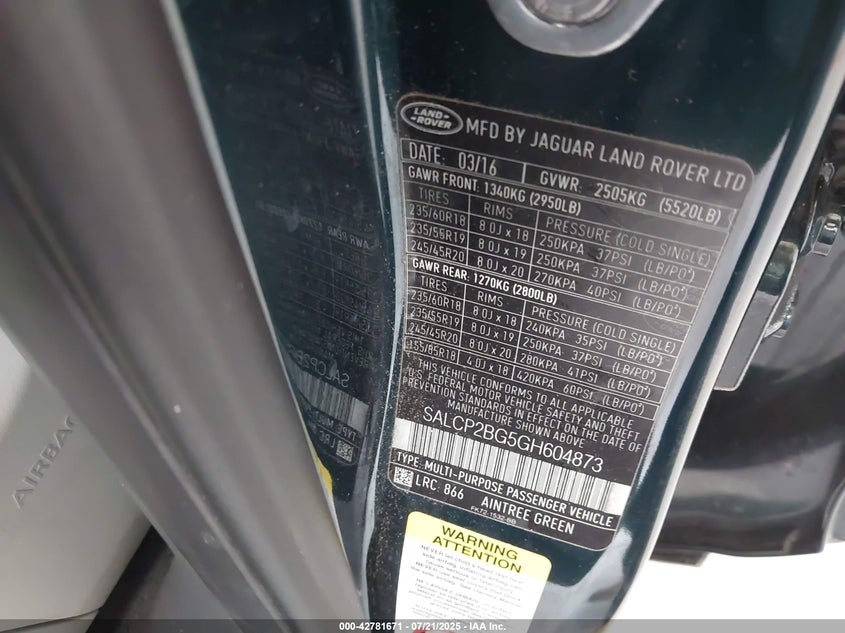 LAND ROVER
MFD BY JAGUAR LAND ROVER LTD
DATE: 03/16 GVWR: 2505KG (5520LB)
GAWR FRONT: 1340KG (2950LB)
TIRES RIMS PRESSURE (COLD SINGLE)
235/60R18 8.0J x 18 250KPA 37PSI (LB/PO²)
235/55R19 8.0J x 19 250KPA 37PSI (LB/PO²)
245/45R20 8.0J x 20 270KPA 40PSI (LB/PO²)
GAWR REAR: 1270KG (2800LB)
TIRES RIMS PRESSURE (COLD SINGLE)
235/60R18 8.0J x 18 240KPA 35PSI (LB/PO²)
235/55R19 8.0J x 19 250KPA 37PSI (LB/PO²)
245/45R20 8.0J x 20 280KPA 41PSI (LB/PO²)
155/85R18 4.0J x 18 420KPA 60PSI (LB/PO²)
THIS VEHICLE CONFORMS TO ALL APPLICABLE
U.S. FEDERAL MOTOR VEHICLE SAFETY AND THEFT
PREVENTION STANDARDS IN EFFECT ON THE DATE OF
MANUFACTURE SHOWN ABOVE
SALCP2BG5GH604873
TYPE: MULTI-PURPOSE PASSENGER VEHICLE
LRC: 866 AINTREE GREEN
FK72-1532-BB
WARNING
ATTENTION
AIRBAG
000-42781671 - 07/21/2025 - IAA Inc.